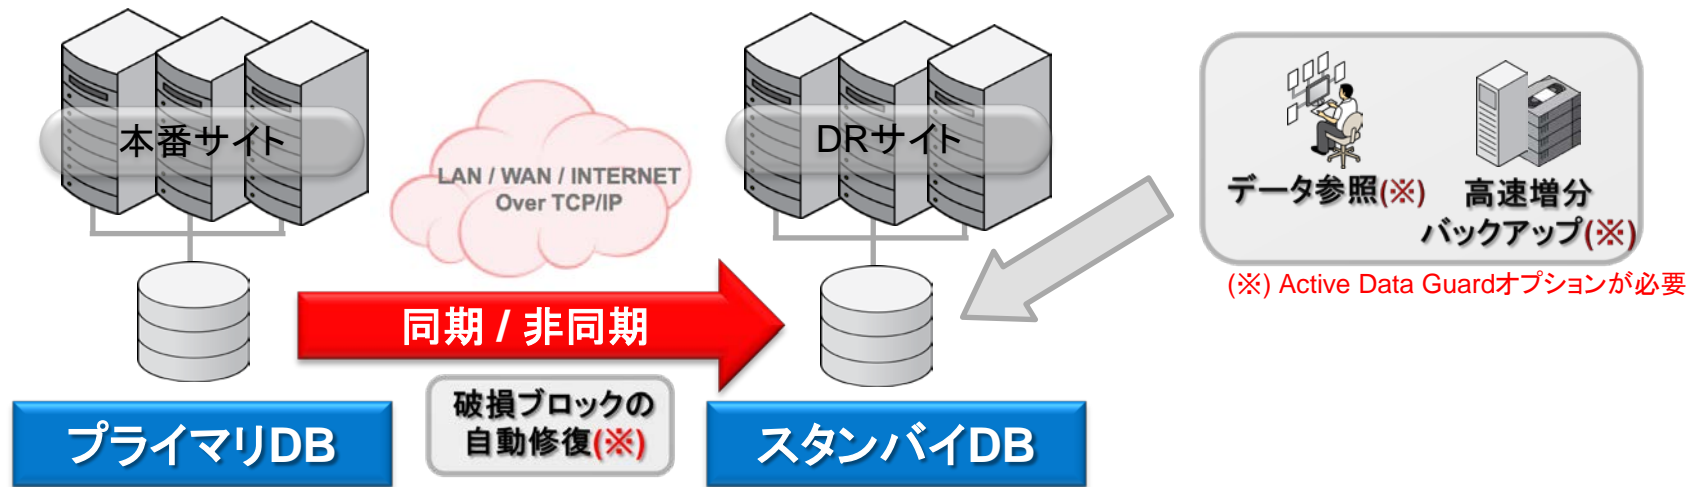 本番サイト
LAN / WAN / INTERNET
Over TCP/IP
DRサイト
データ参照(※)
高速増分
バックアップ(※)
(※) Active Data Guardオプションが必要
同期 / 非同期
破損ブロックの
自動修復(※)
プライマリDB
スタンバイDB